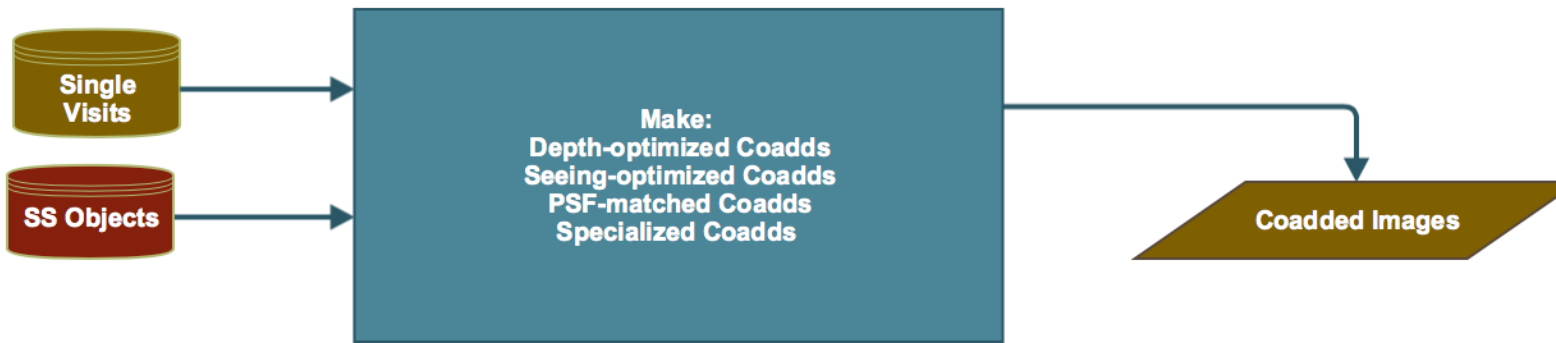 Single
Visits
SS Objects
Make:
Depth-optimized Coadds
Seeing-optimized Coadds
PSF-matched Coadds
Specialized Coadds
Coadded Images